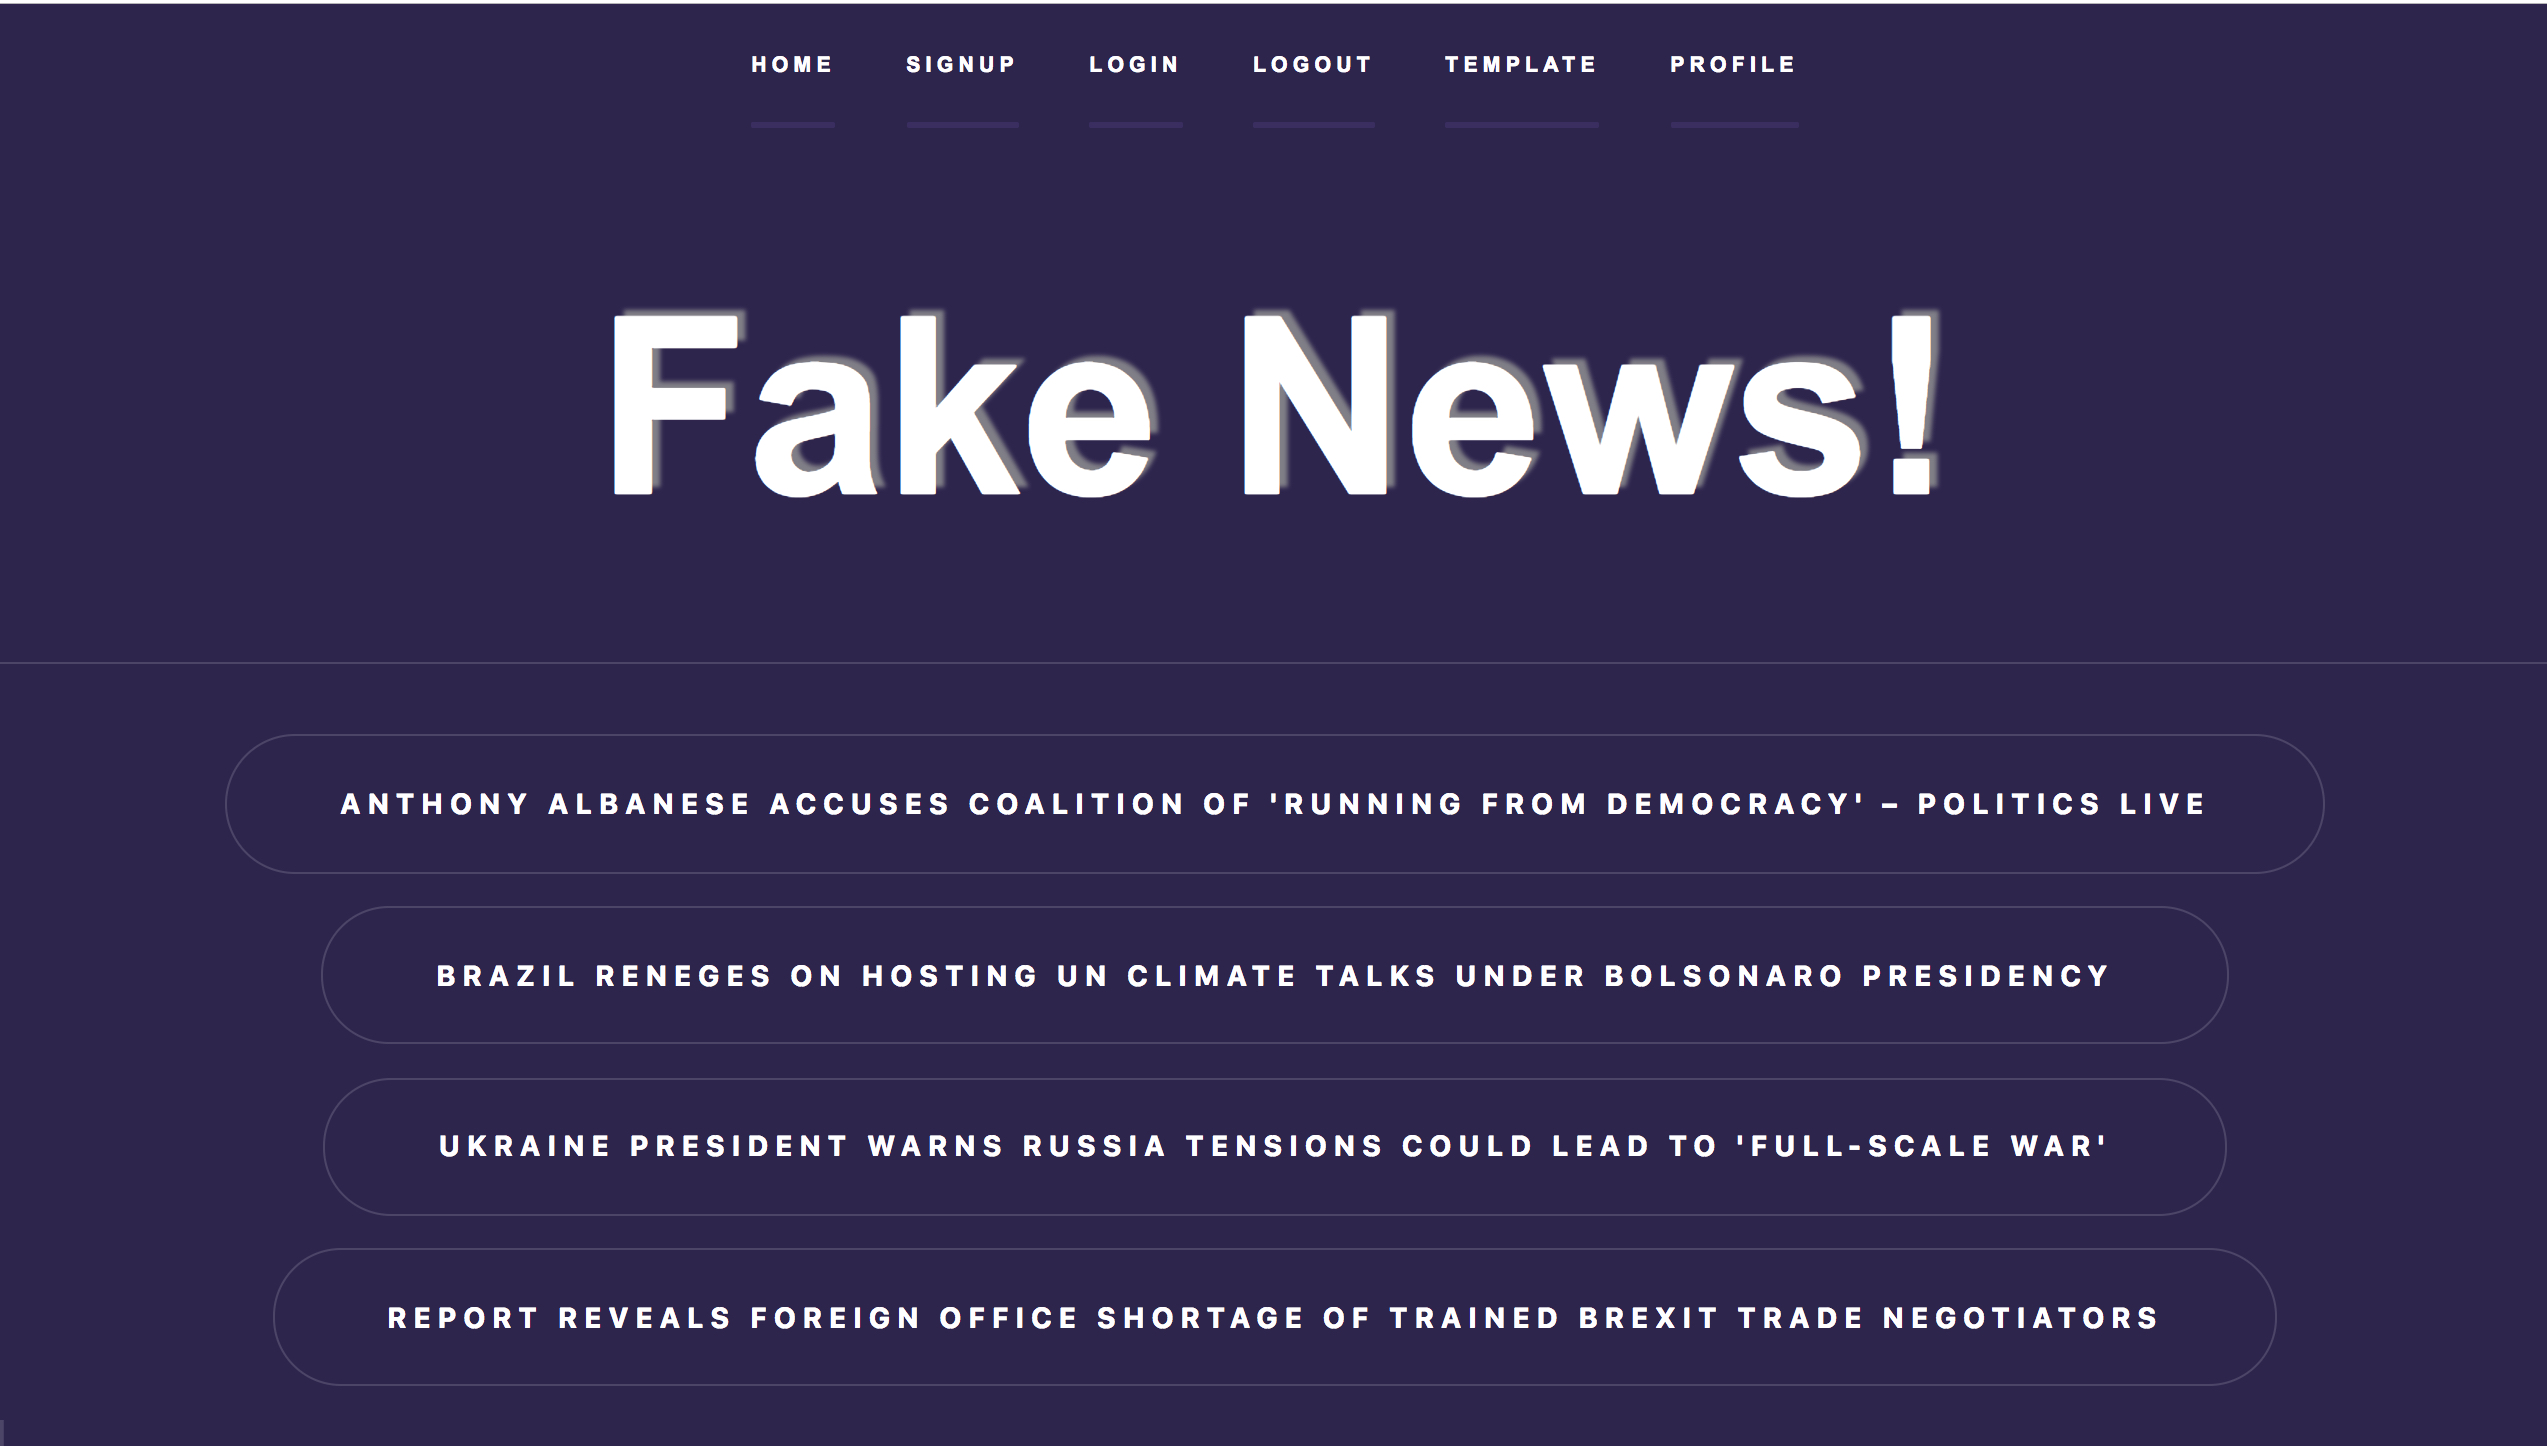 HOME SIGNUP LOGIN LOGOUT TEMPLATE PROFILE
Fake News!
ANTHONY ALBANESE ACCUSES COALITION OF 'RUNNING FROM DEMOCRACY' – POLITICS LIVE
BRAZIL RENEGES ON HOSTING UN CLIMATE TALKS UNDER BOLSONARO PRESIDENCY
UKRAINE PRESIDENT WARNS RUSSIA TENSIONS COULD LEAD TO 'FULL-SCALE WAR'
REPORT REVEALS FOREIGN OFFICE SHORTAGE OF TRAINED BREXIT TRADE NEGOTIATORS